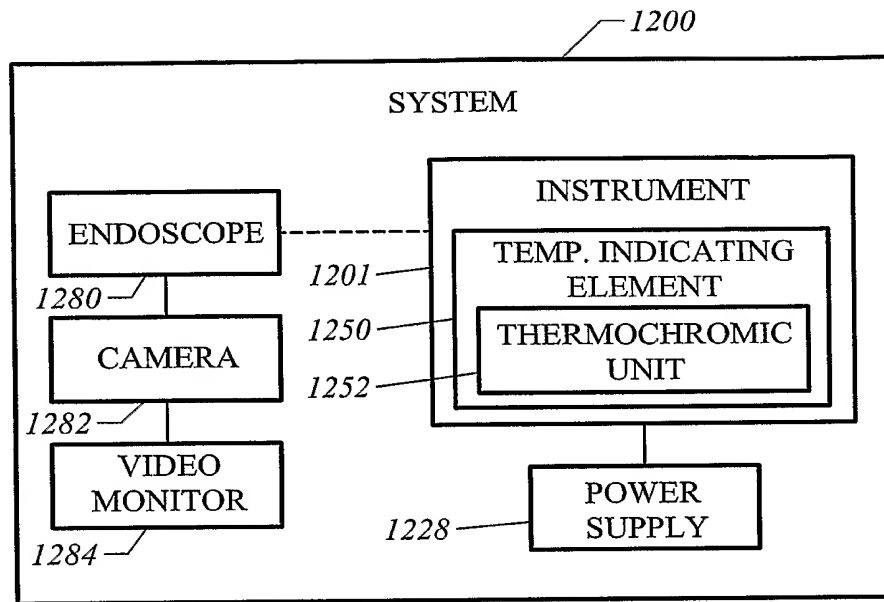 1200
SYSTEM
ENDOSCOPE
1280
CAMERA
1282
VIDEO
MONITOR
1284
INSTRUMENT
1201
TEMP. INDICATING
ELEMENT
1250
THERMOCHROMIC
UNIT
1252
POWER
SUPPLY
1228